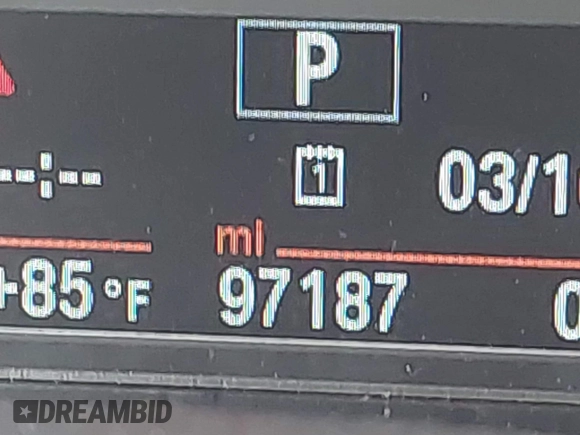 P
--:--
1
03/1
mi
+85 °F
97187
0
DREAMBID